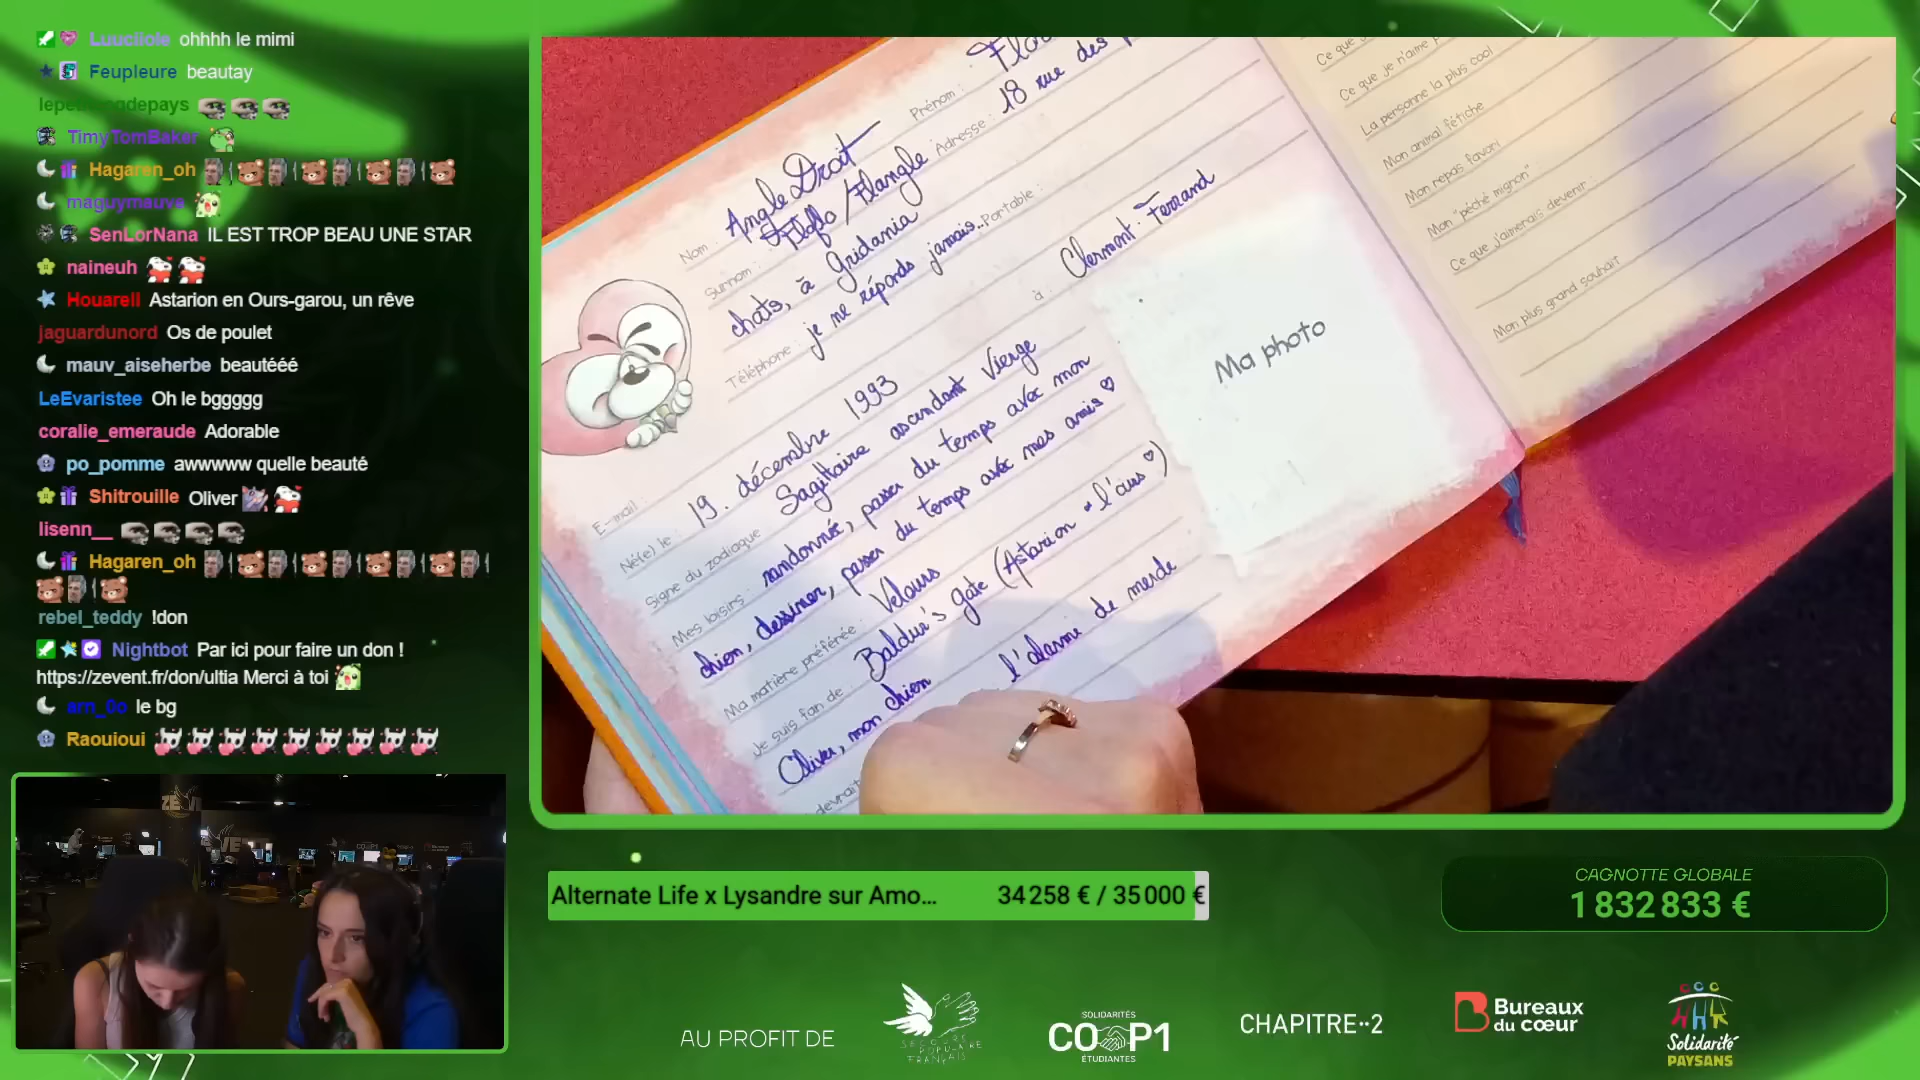 Luuciiole ohhhh le mimi
Feupleure beautay
TimyTomBaker
Hagaren_oh
maguymauve
SenLorNana IL EST TROP BEAU UNE STAR
naineuh
Houarell Astarion en Ours-garou, un rêve
jaguardunord Os de poulet
mauv_aiseherbe beautééé
LeEvaristee Oh le bggggg
coralie_emeraude Adorable
po_pomme awwwww quelle beauté
Shitrouille Oliver
lisenn__
Hagaren_oh
rebel_teddy !don
Nightbot Par ici pour faire un don !
https://zevent.fr/don/ultia Merci à toi
arn_0o le bg
Raouioui
Nom : Angle Droit
Prénom :
Surnom : Floflo / Flangle
Adresse : 18 rue des
chats, à Gridania
Téléphone : je ne réponds jamais... Portable :
E-mail :
Né(e) le : 19 décembre 1993 à : Clermont-Ferrand
Signe du zodiaque Sagittaire ascendant Vierge
Mes loisirs : randonnée, passer du temps avec mon
chien, dessiner, passer du temps avec mes amis ♡
Ma matière préférée : Velours
Je suis fan de : Baldur's Gate (Astarion & l'ours ♡)
Oliver, mon chien l'alarme de merde
devrait
Ma photo
Ce que
Ce que je n'aime
La personne la plus cool
Mon animal fétiche
Mon repas favori
Mon "péché mignon"
Ce que j'aimerais devenir :
Mon plus grand souhait
Alternate Life x Lysandre sur Amo... 34 258 € / 35 000 €
CAGNOTTE GLOBALE
1 832 833 €
AU PROFIT DE
SECOURS
POPULAIRE
FRANÇAIS
SOLIDARITÉS
COP1
ÉTUDIANTES
CHAPITRE··2
Bureaux
du cœur
Solidarité
PAYSANS